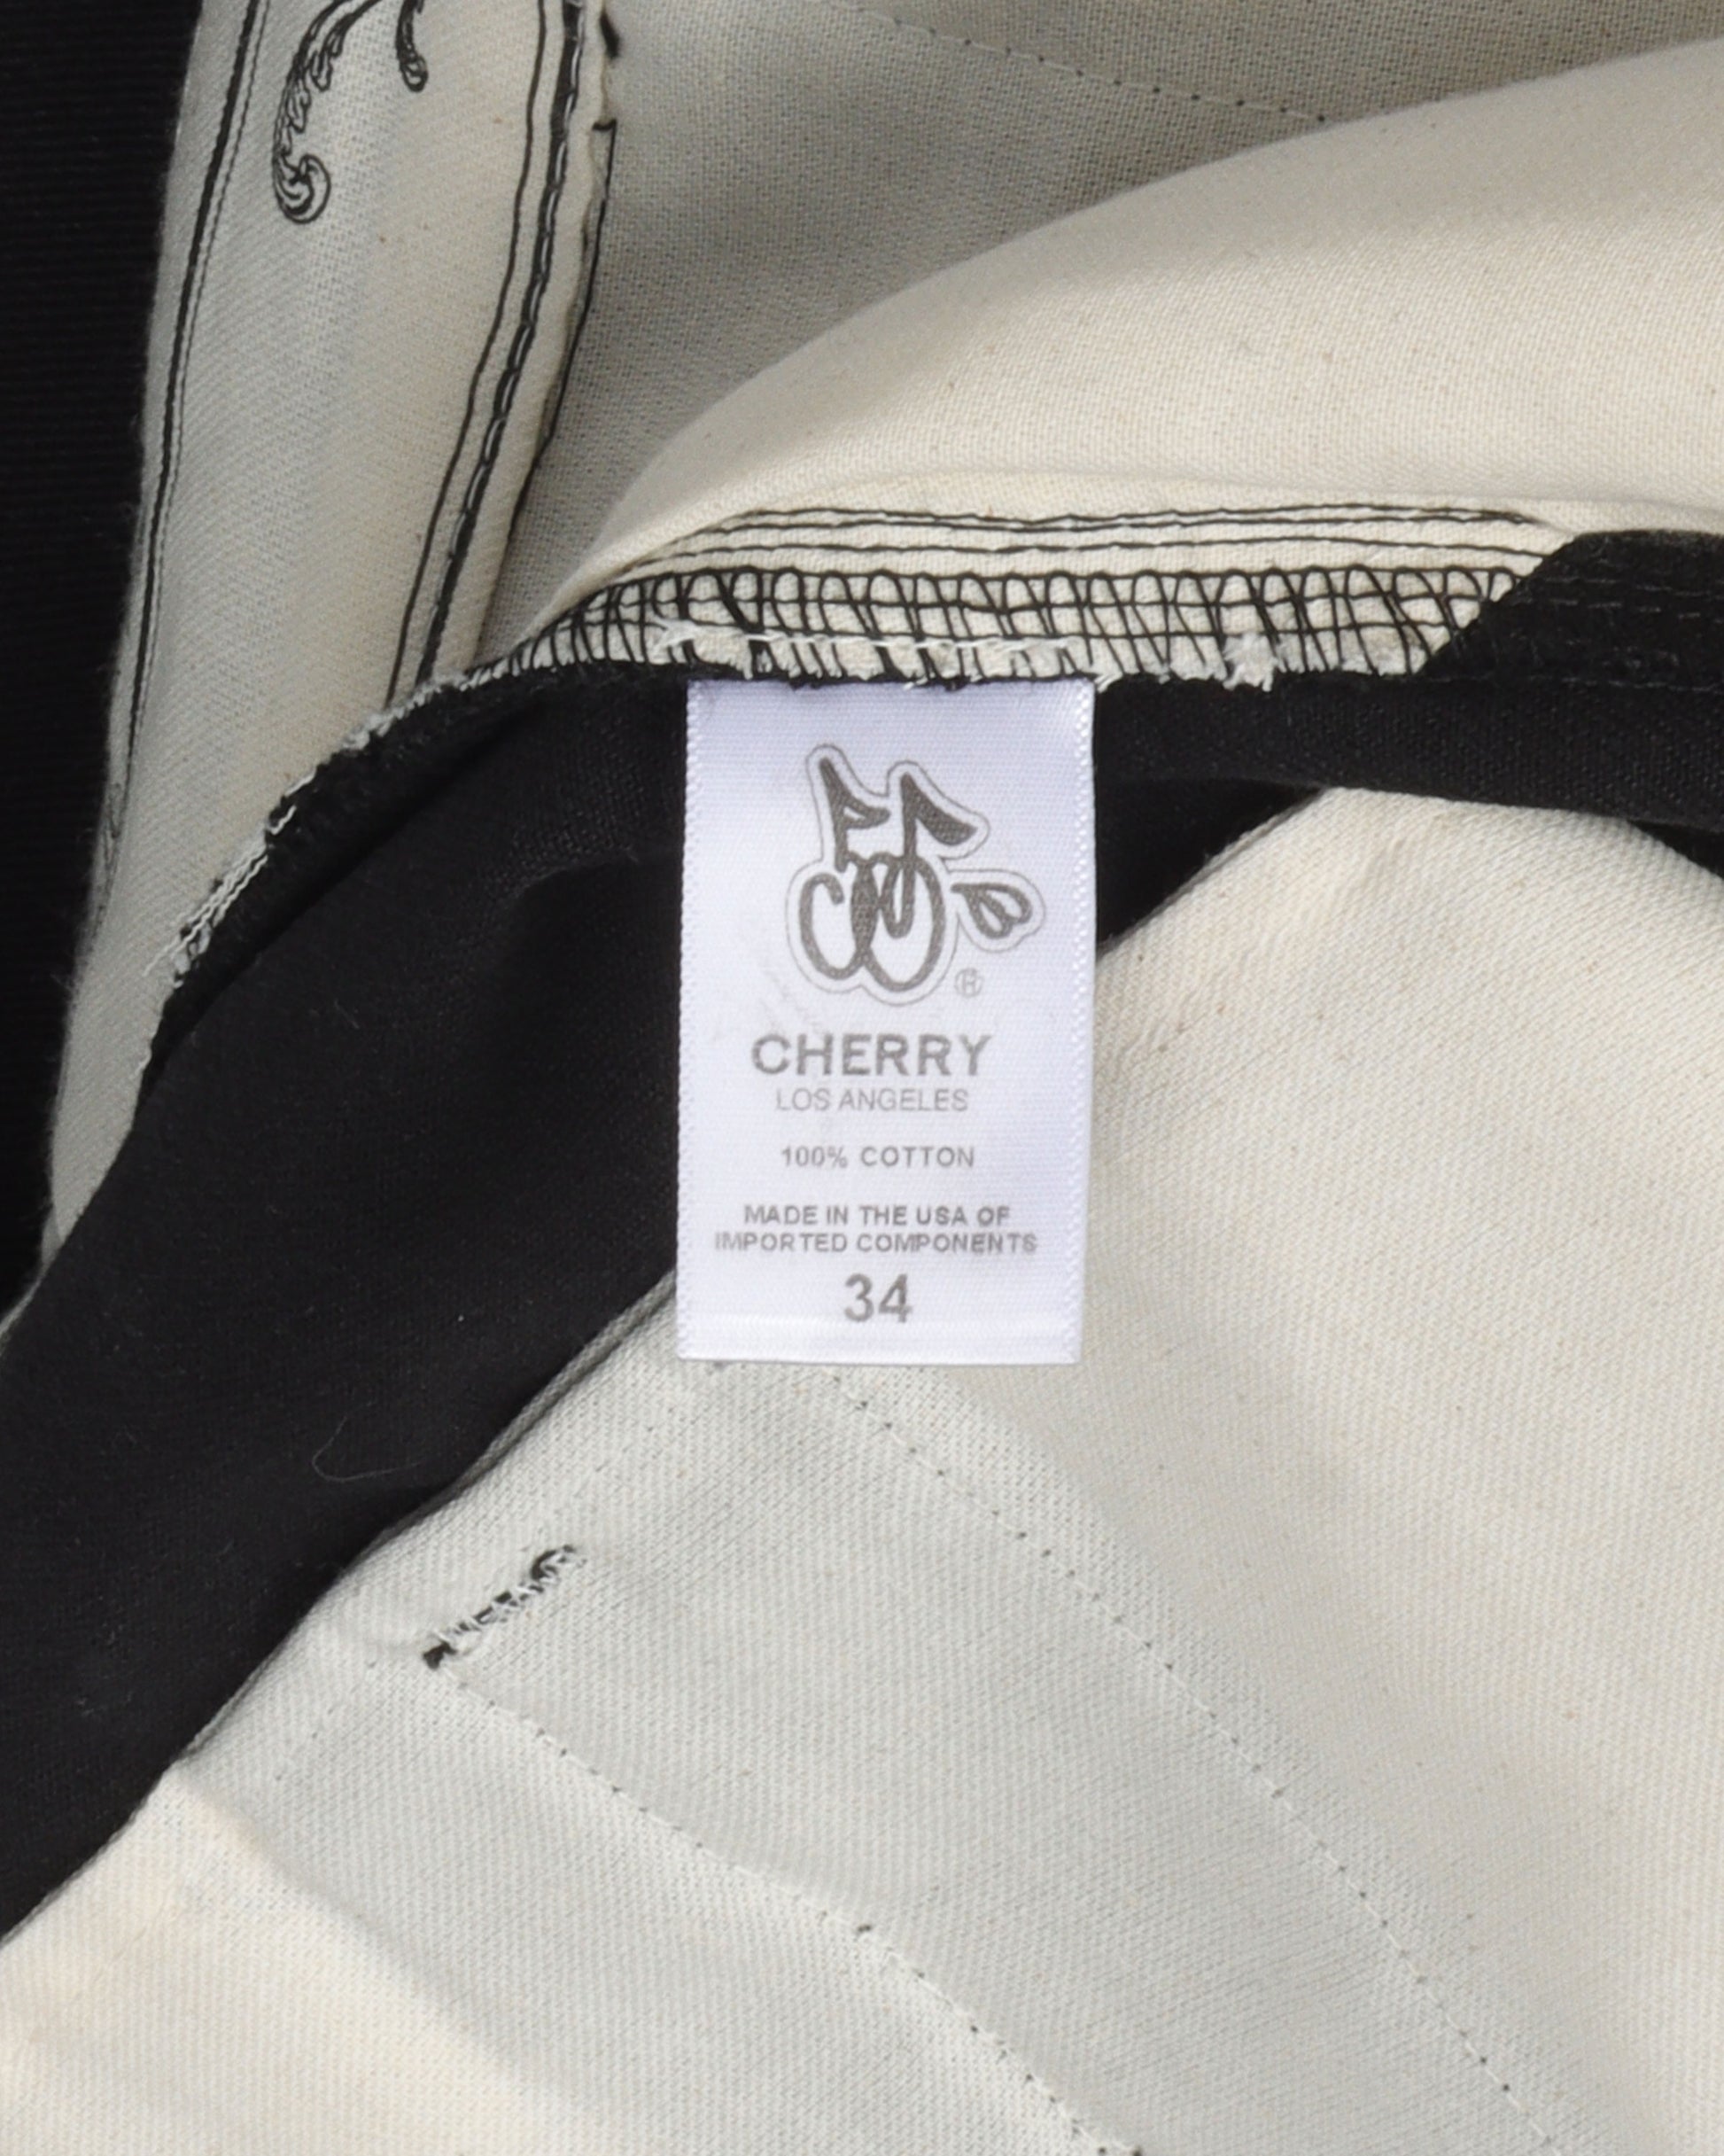 ®
CHERRY
LOS ANGELES
100% COTTON
MADE IN THE USA OF
IMPORTED COMPONENTS
34